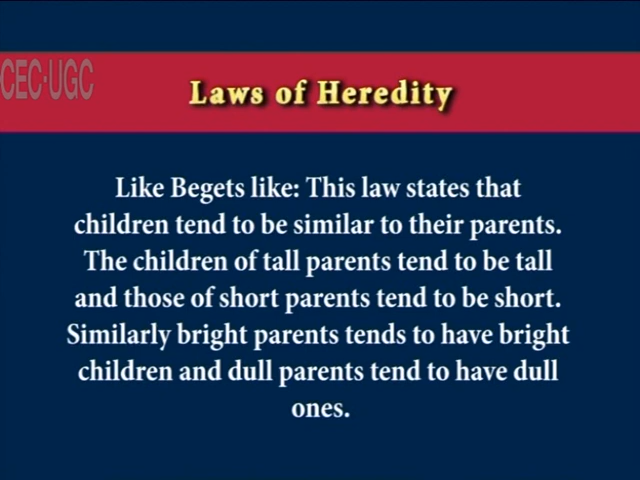 CEC-UGC
Laws of Heredity
Like Begets like: This law states that
children tend to be similar to their parents.
The children of tall parents tend to be tall
and those of short parents tend to be short.
Similarly bright parents tends to have bright
children and dull parents tend to have dull
ones.